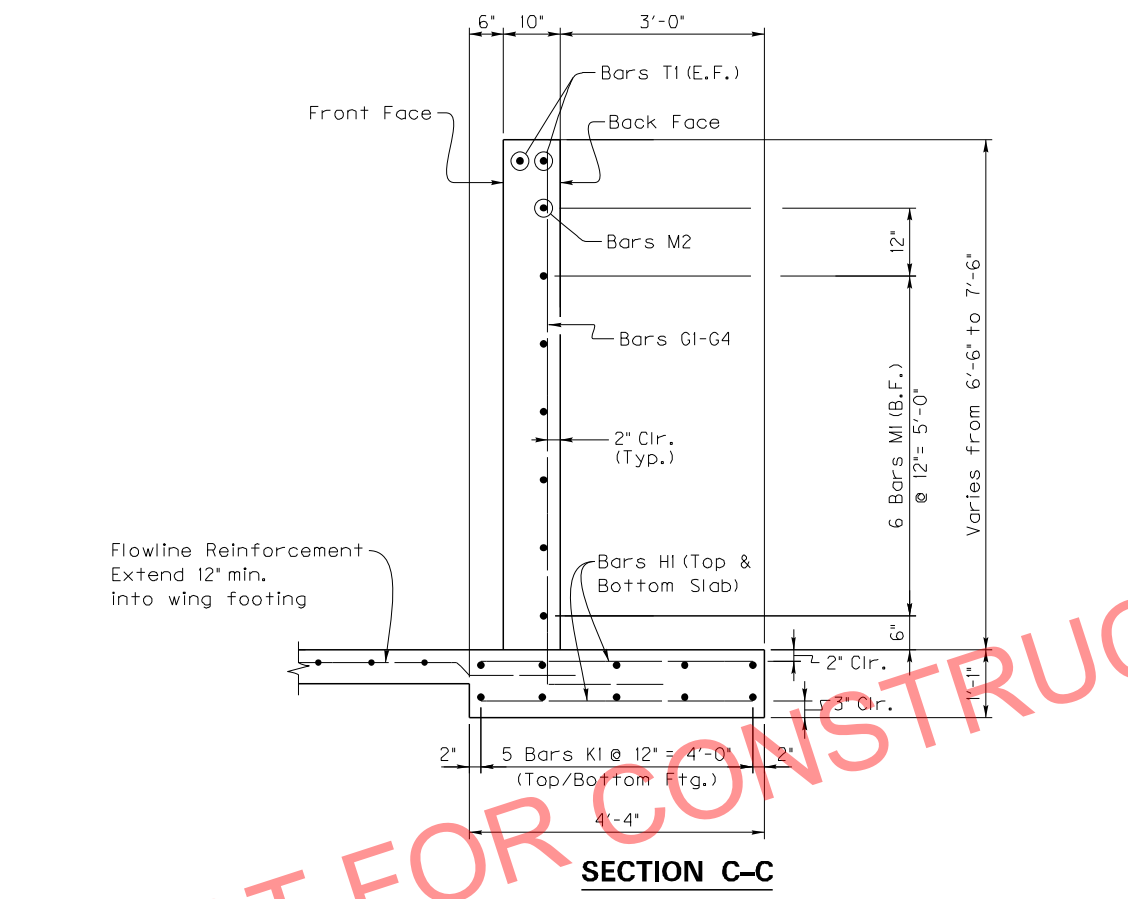 6" 10" 3'-0"
Bars T1 (E.F.)
Front Face
Back Face
Bars M2
12"
Bars G1-G4
6 Bars M1 (B.F.)
@ 12"= 5'-0"
Varies from 6'-6" to 7'-6"
2" Clr.
(Typ.)
Flowline Reinforcement
Extend 12" min.
into wing footing
Bars H1 (Top &
Bottom Slab)
6"
2" Clr.
1'-1"
3" Clr.
2" 5 Bars K1 @ 12" = 4'-0" 2"
(Top/Bottom Ftg.)
4'-4"
SECTION C–C
T FOR CONSTRUC